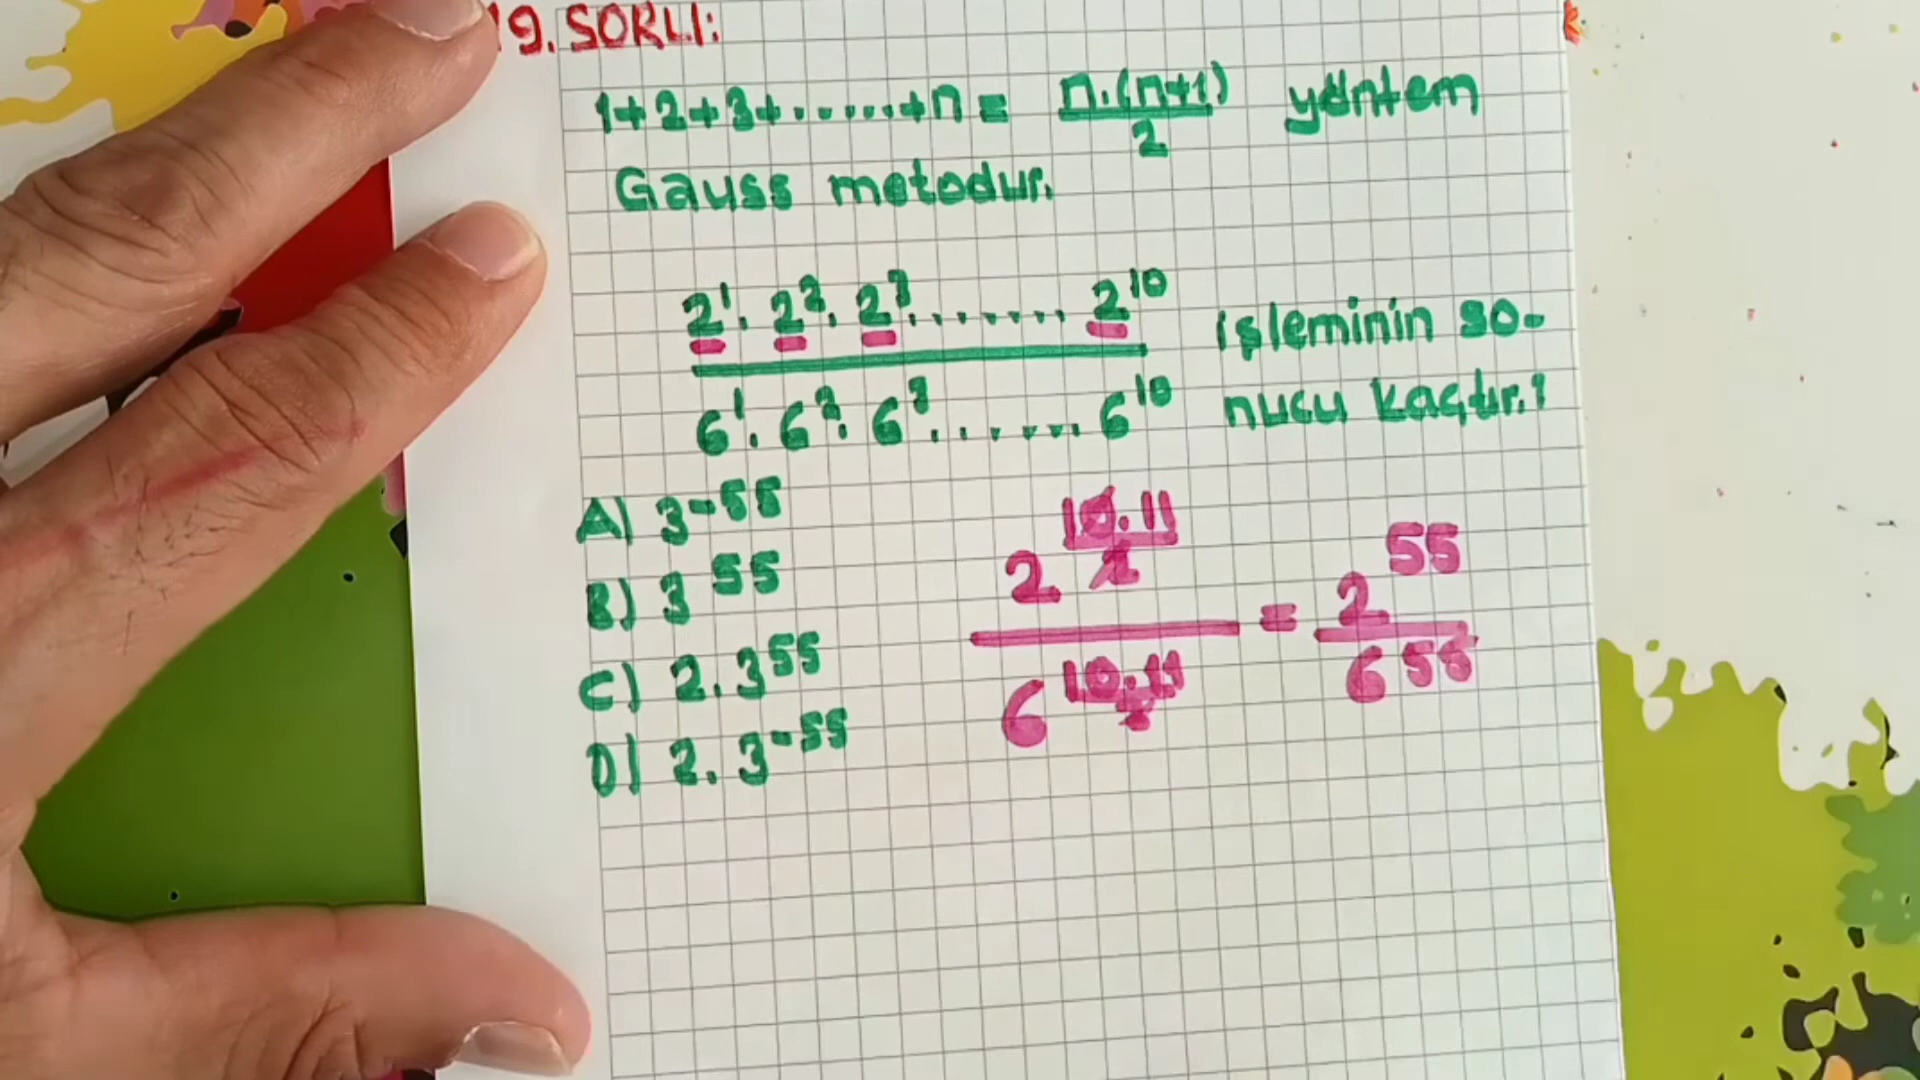 19. SORU:
1+2+3+......+n = n.(n+1)/2 yöntem
Gauss metodur.
2¹. 2². 2³........ 2¹⁰ işleminin so-
6¹. 6². 6³....... 6¹⁰ nucu kaçtır.?
A) 3⁻⁵⁵
B) 3⁵⁵
C) 2. 3⁵⁵
D) 2. 3⁻⁵⁵
2^(10.11/2) / 6^(10.11/2) = 2⁵⁵ / 6⁵⁵